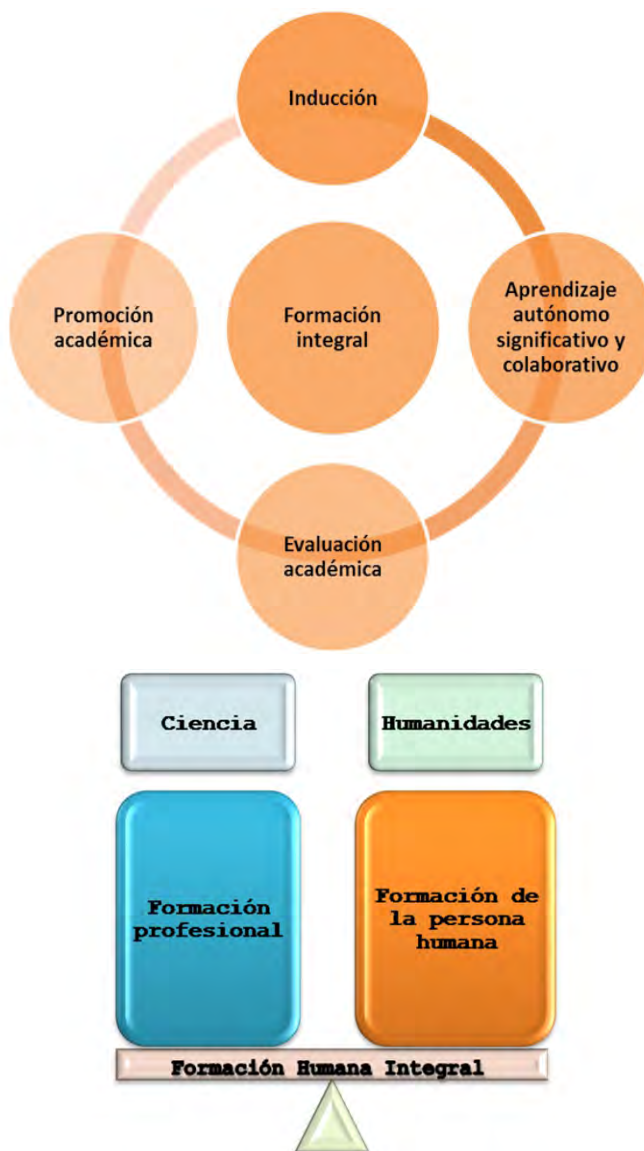 Inducción
Promoción
académica
Formación
integral
Aprendizaje
autónomo
significativo y
colaborativo
Evaluación
académica
Ciencia
Humanidades
Formación
profesional
Formación de
la persona
humana
Formación Humana Integral